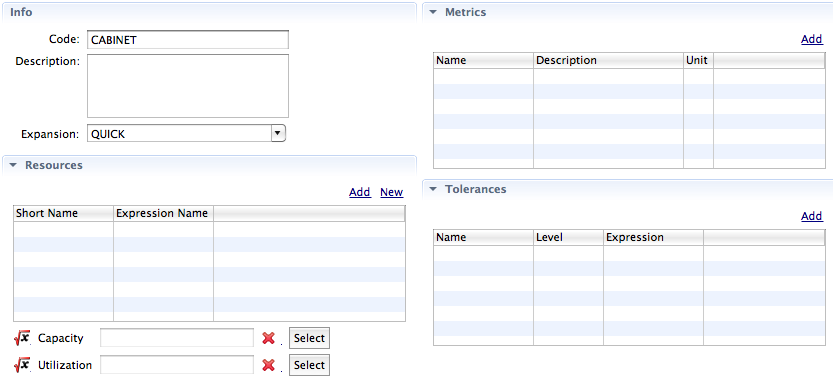 Info
Code: CABINET
Description:
Expansion: QUICK
Resources
Add New
Short Name Expression Name
Capacity Select
Utilization Select
Metrics
Add
Name Description Unit
Tolerances
Add
Name Level Expression